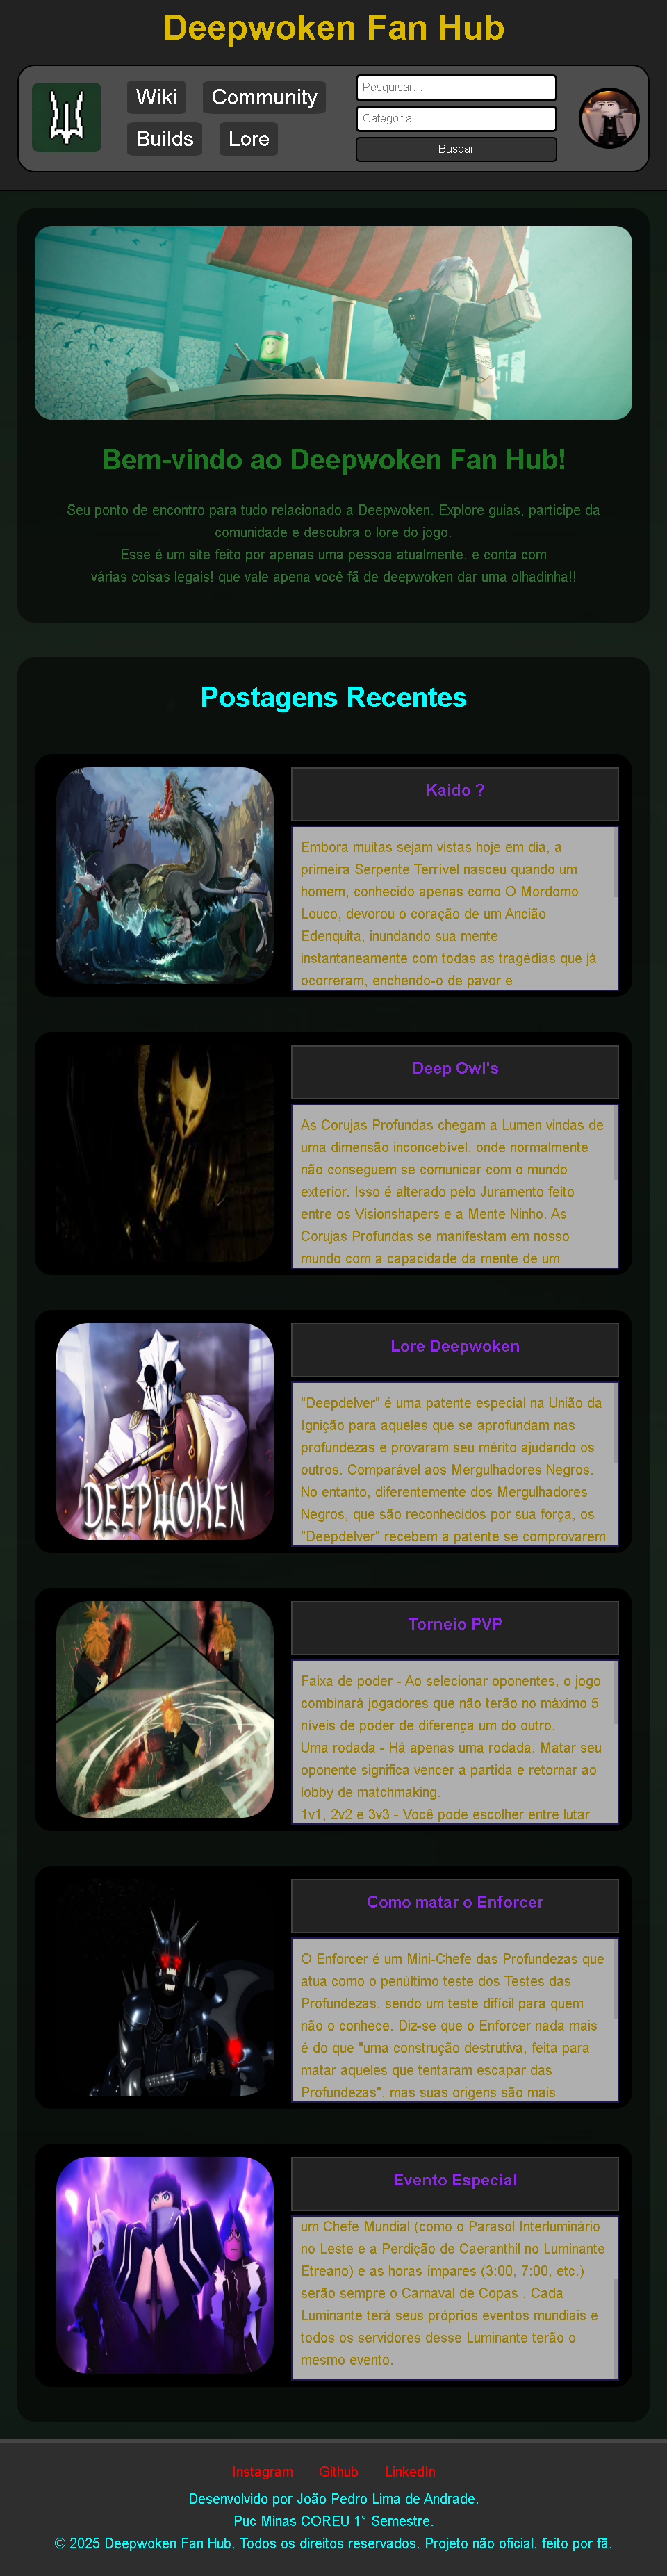 Deepwoken Fan Hub
Wiki
Community
Builds
Lore
Pesquisar...
Categoria...
Buscar
Bem-vindo ao Deepwoken Fan Hub!
Seu ponto de encontro para tudo relacionado a Deepwoken. Explore guias, participe da
comunidade e descubra o lore do jogo.
Esse é um site feito por apenas uma pessoa atualmente, e conta com
várias coisas legais! que vale apena você fã de deepwoken dar uma olhadinha!!
Postagens Recentes
Kaido ?
Embora muitas sejam vistas hoje em dia, a
primeira Serpente Terrível nasceu quando um
homem, conhecido apenas como O Mordomo
Louco, devorou o coração de um Ancião
Edenquita, inundando sua mente
instantaneamente com todas as tragédias que já
ocorreram, enchendo-o de pavor e
Deep Owl's
As Corujas Profundas chegam a Lumen vindas de
uma dimensão inconcebível, onde normalmente
não conseguem se comunicar com o mundo
exterior. Isso é alterado pelo Juramento feito
entre os Visionshapers e a Mente Ninho. As
Corujas Profundas se manifestam em nosso
mundo com a capacidade da mente de um
DEEPWOKEN
Lore Deepwoken
"Deepdelver" é uma patente especial na União da
Ignição para aqueles que se aprofundam nas
profundezas e provaram seu mérito ajudando os
outros. Comparável aos Mergulhadores Negros.
No entanto, diferentemente dos Mergulhadores
Negros, que são reconhecidos por sua força, os
"Deepdelver" recebem a patente se comprovarem
Torneio PVP
Faixa de poder - Ao selecionar oponentes, o jogo
combinará jogadores que não terão no máximo 5
níveis de poder de diferença um do outro.
Uma rodada - Há apenas uma rodada. Matar seu
oponente significa vencer a partida e retornar ao
lobby de matchmaking.
1v1, 2v2 e 3v3 - Você pode escolher entre lutar
Como matar o Enforcer
O Enforcer é um Mini-Chefe das Profundezas que
atua como o penúltimo teste dos Testes das
Profundezas, sendo um teste difícil para quem
não o conhece. Diz-se que o Enforcer nada mais
é do que "uma construção destrutiva, feita para
matar aqueles que tentaram escapar das
Profundezas", mas suas origens são mais
Evento Especial
um Chefe Mundial (como o Parasol Interluminário
no Leste e a Perdição de Caeranthil no Luminante
Etreano) e as horas ímpares (3:00, 7:00, etc.)
serão sempre o Carnaval de Copas . Cada
Luminante terá seus próprios eventos mundiais e
todos os servidores desse Luminante terão o
mesmo evento.
Instagram Github LinkedIn
Desenvolvido por João Pedro Lima de Andrade.
Puc Minas COREU 1° Semestre.
© 2025 Deepwoken Fan Hub. Todos os direitos reservados. Projeto não oficial, feito por fã.